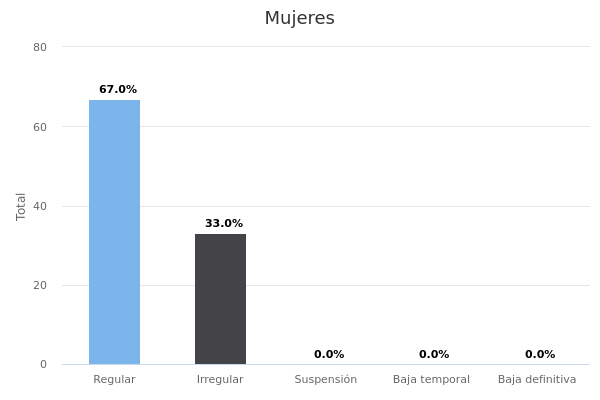 Mujeres
80
60
40
20
0
Total
67.0%
33.0%
0.0%
0.0%
0.0%
Regular
Irregular
Suspensión
Baja temporal
Baja definitiva